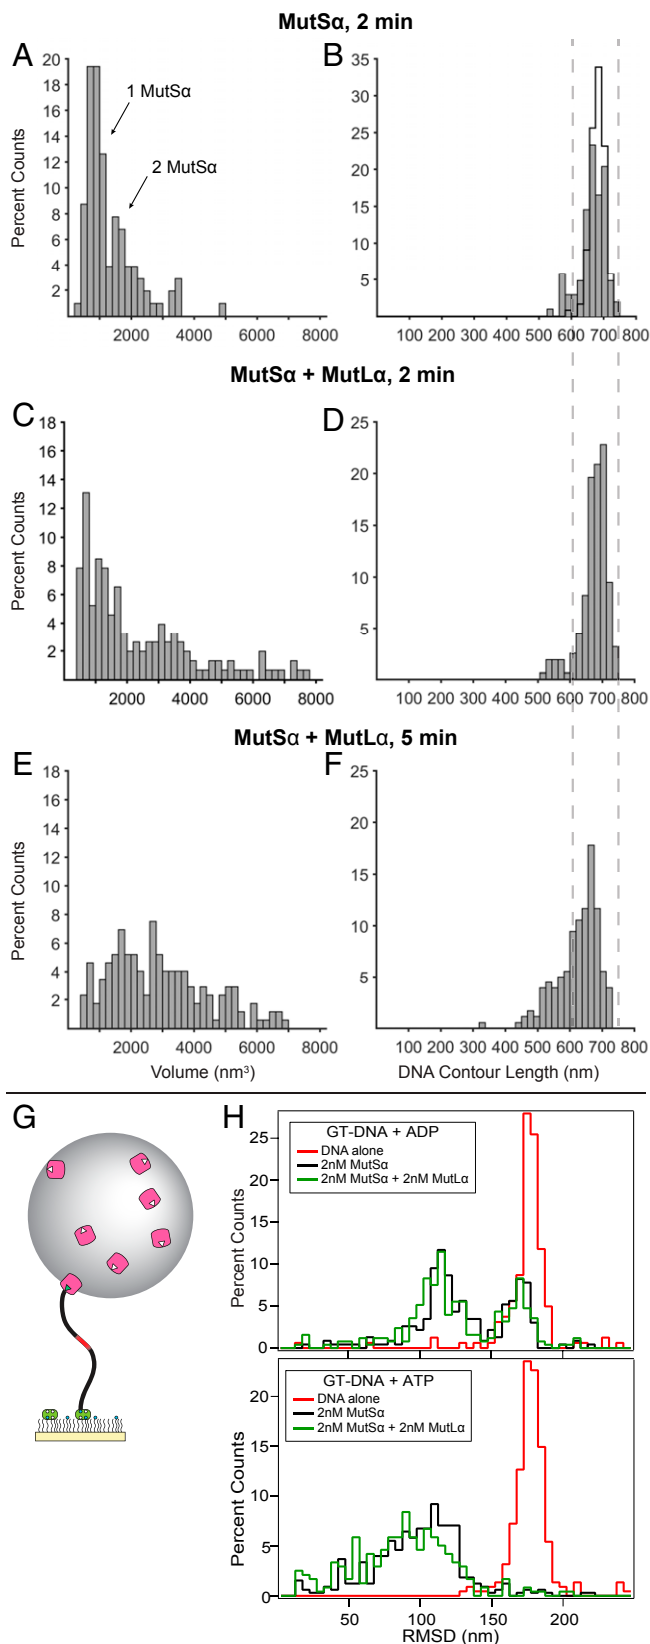 MutSα, 2 min
A
B
20
18
16
14
12
10
8
6
4
2
Percent Counts
1 MutSα
2 MutSα
2000 4000 6000 8000
35
30
25
20
15
10
5
100 200 300 400 500 600 700 800
MutSα + MutLα, 2 min
C
D
18
16
14
12
10
8
6
4
2
Percent Counts
2000 4000 6000 8000
25
20
15
10
5
100 200 300 400 500 600 700 800
MutSα + MutLα, 5 min
E
F
18
16
14
12
10
8
6
4
2
Percent Counts
2000 4000 6000 8000
Volume (nm³)
25
20
15
10
5
100 200 300 400 500 600 700 800
DNA Contour Length (nm)
G
H
GT-DNA + ADP
DNA alone
2nM MutSα
2nM MutSα + 2nM MutLα
25
20
15
10
5
0
Percent Counts
GT-DNA + ATP
DNA alone
2nM MutSα
2nM MutSα + 2nM MutLα
20
15
10
5
0
Percent Counts
50 100 150 200
RMSD (nm)